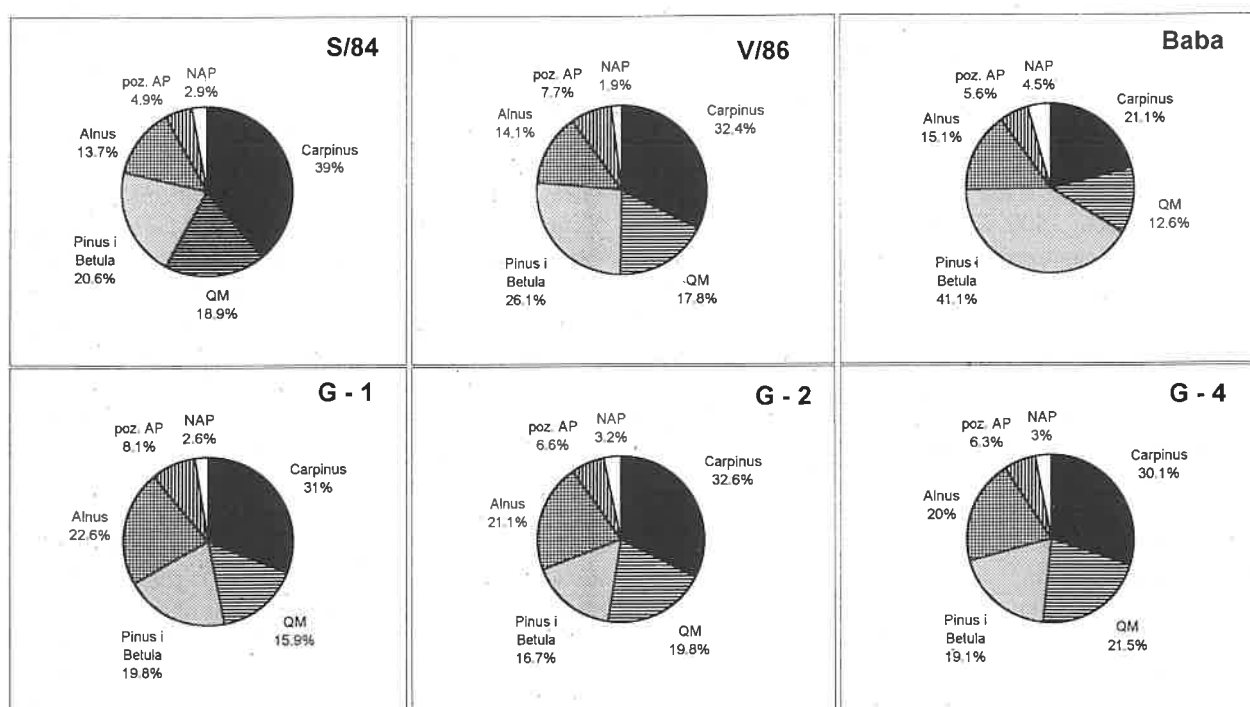 S/84
NAP
2.9%
poz. AP
4.9%
Alnus
13.7%
Carpinus
39%
Pinus i
Betula
20.6%
QM
18.9%
V/86
NAP
1.9%
poz. AP
7.7%
Alnus
14.1%
Carpinus
32.4%
Pinus i
Betula
26.1%
QM
17.8%
Baba
NAP
4.5%
poz. AP
5.6%
Alnus
15.1%
Carpinus
21.1%
QM
12.6%
Pinus i
Betula
41.1%
G - 1
NAP
2.6%
poz. AP
8.1%
Alnus
22.6%
Carpinus
31%
QM
15.9%
Pinus i
Betula
19.8%
G - 2
NAP
3.2%
poz. AP
6.6%
Alnus
21.1%
Carpinus
32.6%
Pinus i
Betula
16.7%
QM
19.8%
G - 4
NAP
3%
poz. AP
6.3%
Alnus
20%
Carpinus
30.1%
Pinus i
Betula
19.1%
QM
21.5%